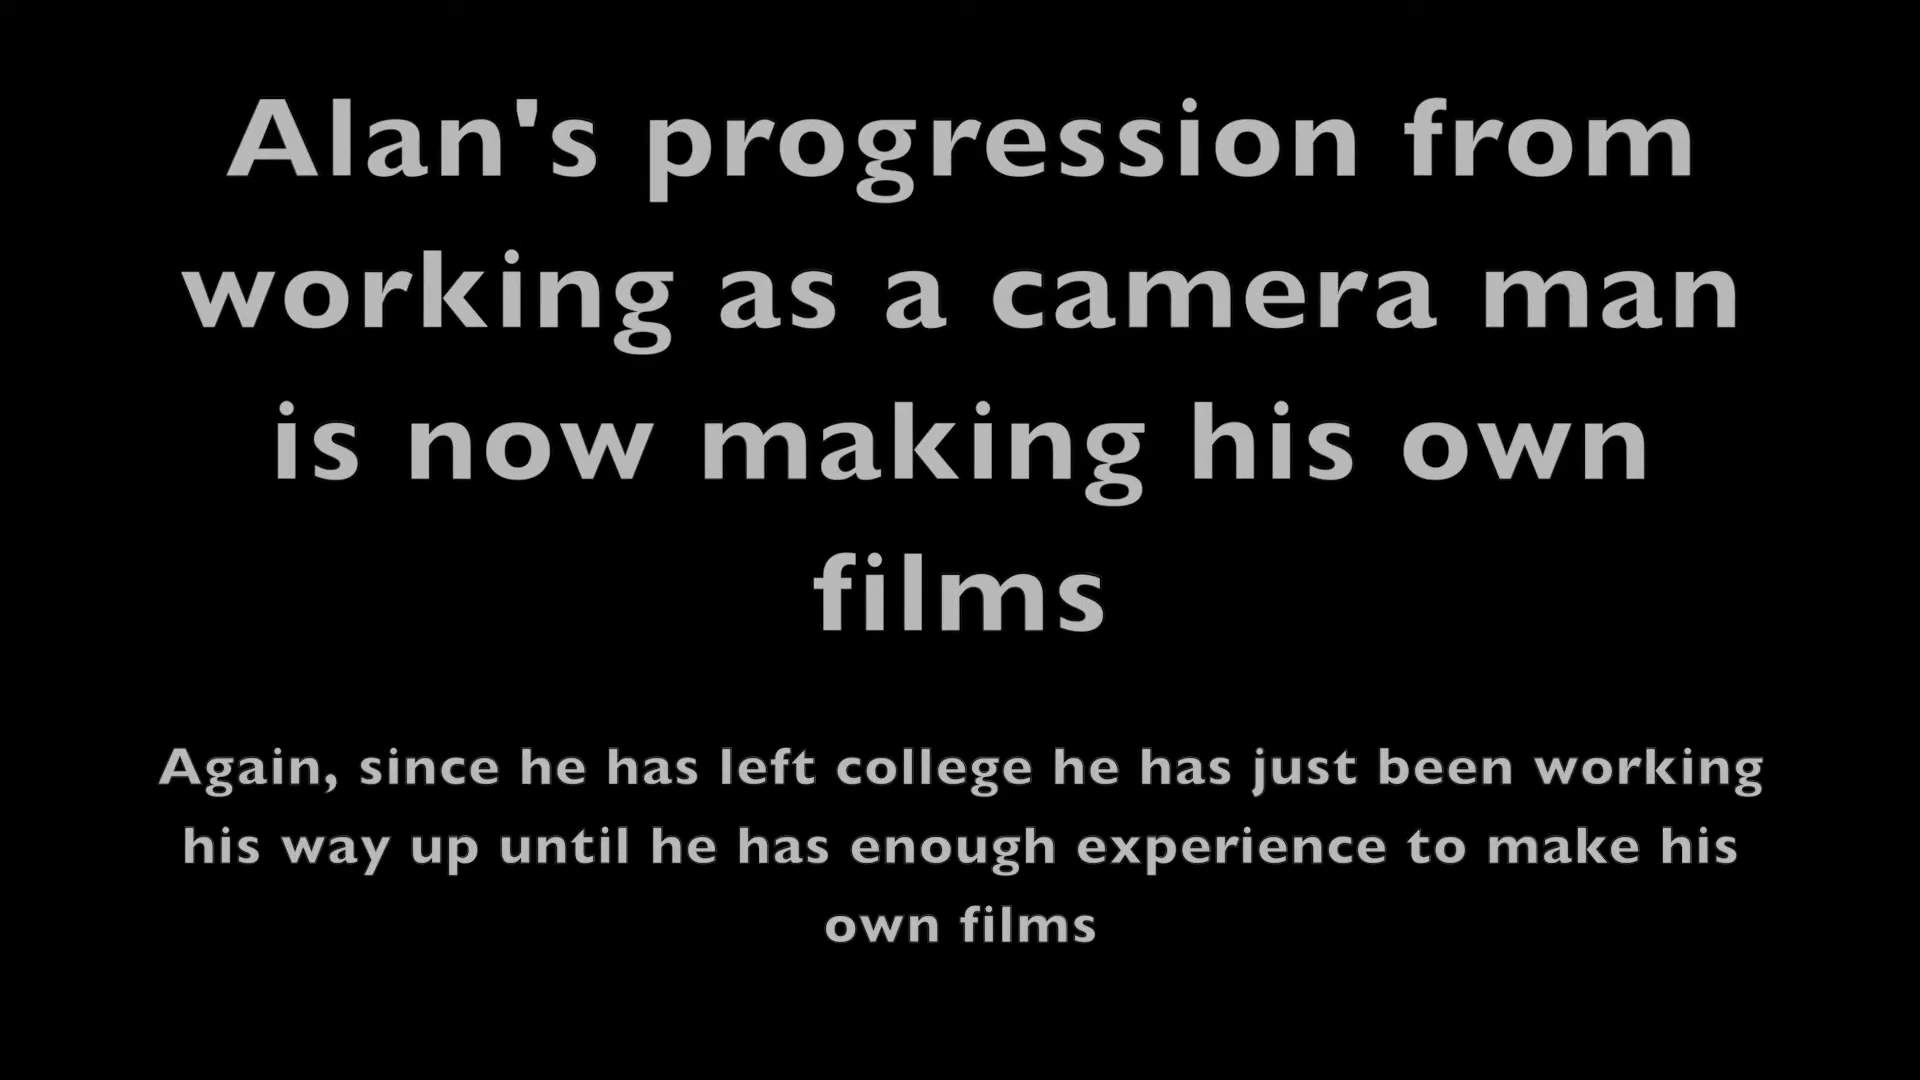 Alan's progression from
working as a camera man
is now making his own
films
Again, since he has left college he has just been working
his way up until he has enough experience to make his
own films